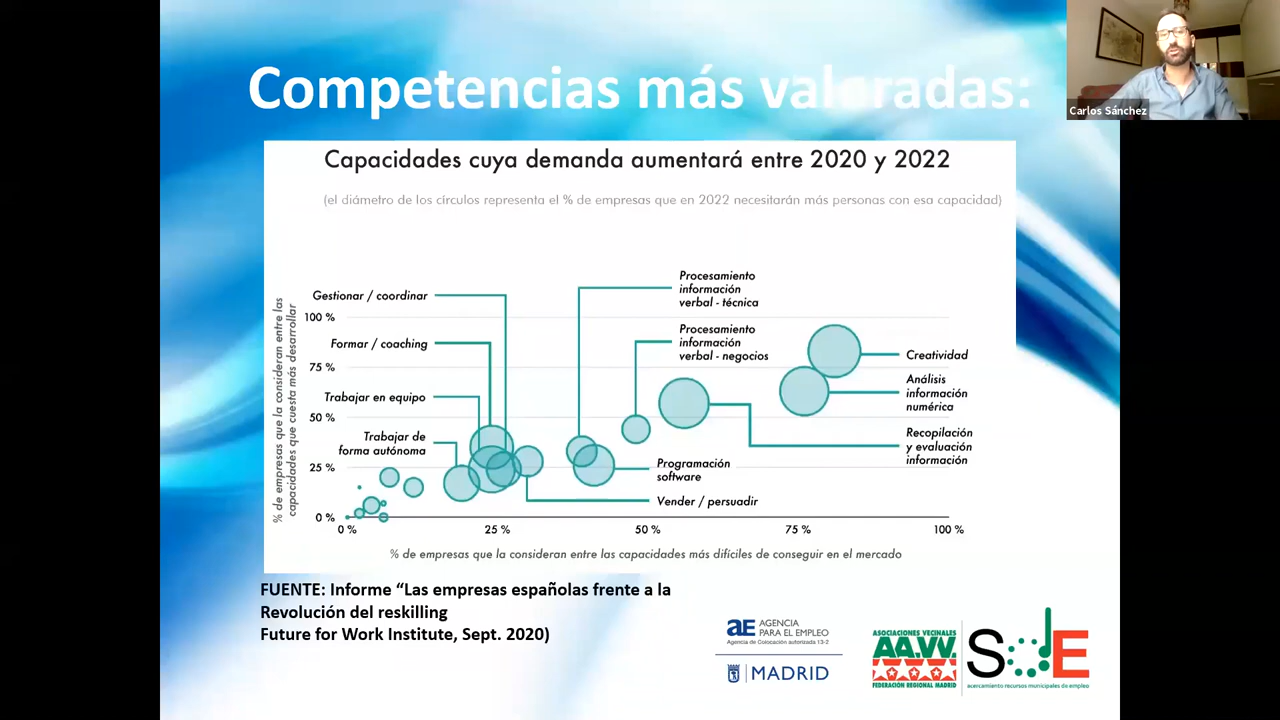 Competencias más valoradas:
Carlos Sánchez
Capacidades cuya demanda aumentará entre 2020 y 2022
(el diámetro de los círculos representa el % de empresas que en 2022 necesitarán más personas con esa capacidad)
% de empresas que la consideran entre las
capacidades que cuesta más desarrollar
100 %
75 %
50 %
25 %
0 %
Gestionar / coordinar
Formar / coaching
Trabajar en equipo
Trabajar de
forma autónoma
Procesamiento
información
verbal - técnica
Procesamiento
información
verbal - negocios
Creatividad
Análisis
información
numérica
Recopilación
y evaluación
información
Programación
software
Vender / persuadir
0 %
25 %
50 %
75 %
100 %
% de empresas que la consideran entre las capacidades más difíciles de conseguir en el mercado
FUENTE: Informe “Las empresas españolas frente a la
Revolución del reskilling
Future for Work Institute, Sept. 2020)
aE AGENCIA
PARA EL EMPLEO
Agencia de Colocación autorizada 13-2
MADRID
ASOCIACIONES VECINALES
AA.VV.
FEDERACIÓN REGIONAL MADRID
SdE
acercamiento recursos municipales de empleo